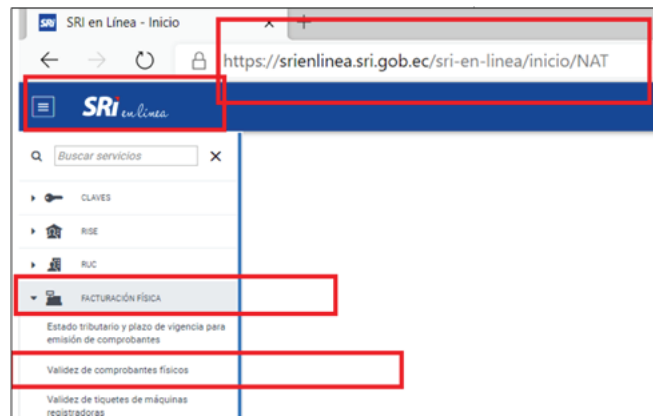 SRi SRI en Línea - Inicio
https://srienlinea.sri.gob.ec/sri-en-linea/inicio/NAT
SRi en línea
Buscar servicios
CLAVES
RISE
RUC
FACTURACIÓN FÍSICA
Estado tributario y plazo de vigencia para
emisión de comprobantes
Validez de comprobantes físicos
Validez de tiquetes de máquinas
registradoras